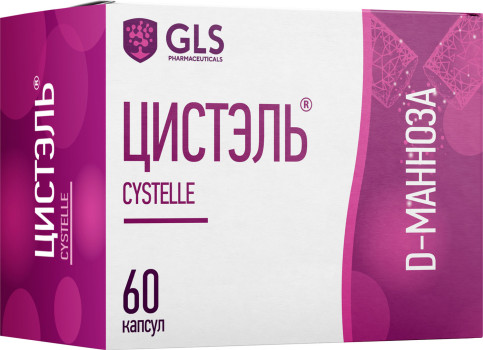 GLS
PHARMACEUTICALS
ЦИСТЭЛЬ®
CYSTELLE
60
капсул
D-МАННОЗА
ЦИСТЭЛЬ®
CYSTELLE